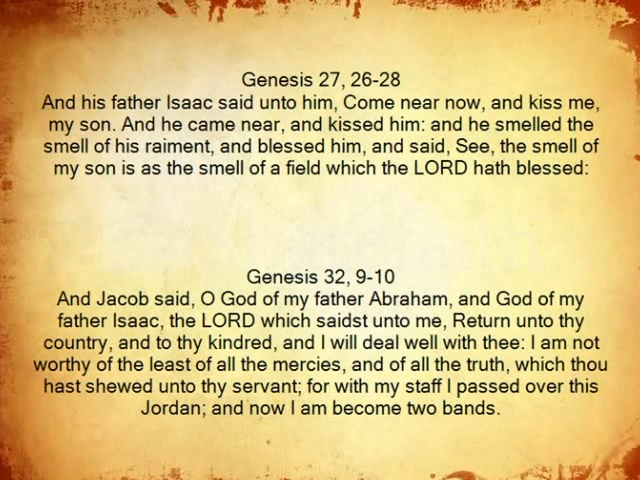 Genesis 27, 26-28
And his father Isaac said unto him, Come near now, and kiss me,
my son. And he came near, and kissed him: and he smelled the
smell of his raiment, and blessed him, and said, See, the smell of
my son is as the smell of a field which the LORD hath blessed:
Genesis 32, 9-10
And Jacob said, O God of my father Abraham, and God of my
father Isaac, the LORD which saidst unto me, Return unto thy
country, and to thy kindred, and I will deal well with thee: I am not
worthy of the least of all the mercies, and of all the truth, which thou
hast shewed unto thy servant; for with my staff I passed over this
Jordan; and now I am become two bands.